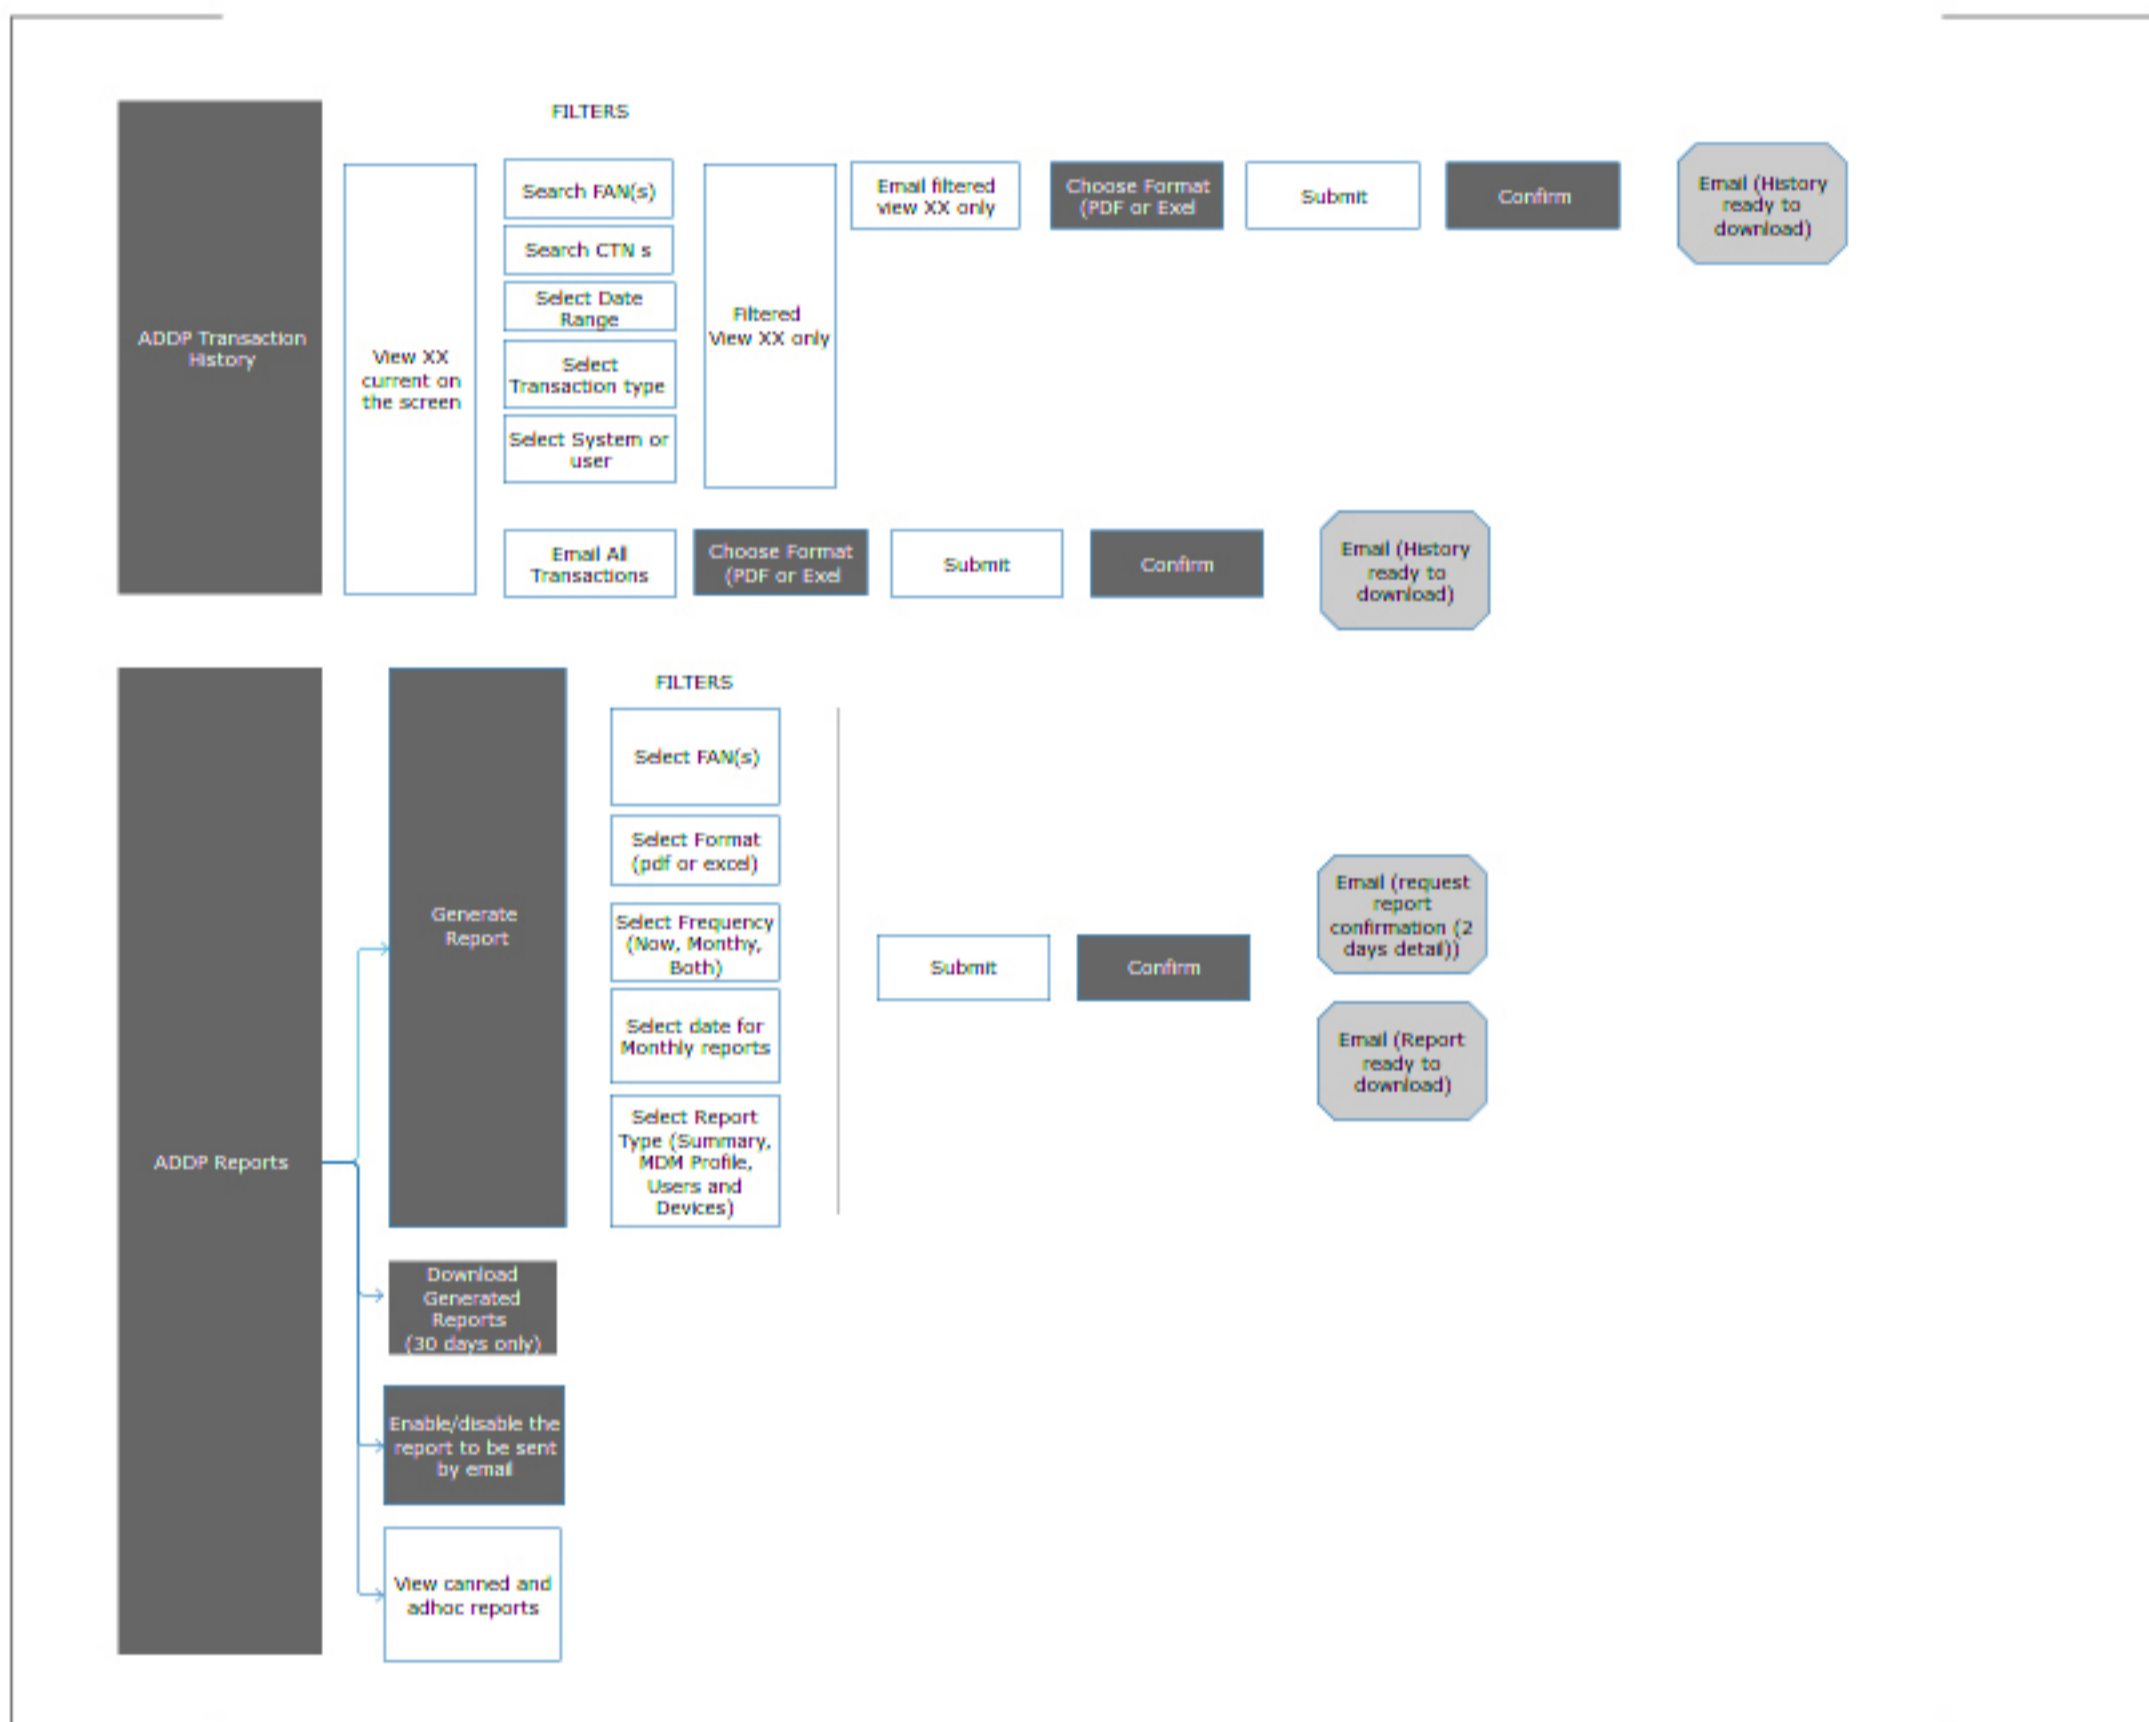 FILTERS
ADDP Transaction
History
View XX
current on
the screen
Search FAN(s)
Search CTN s
Select Date
Range
Select
Transaction type
Select System or
user
Filtered
View XX only
Email filtered
view XX only
Choose Format
(PDF or Exel
Submit
Confirm
Email (History
ready to
download)
Email All
Transactions
Choose Format
(PDF or Exel
Submit
Confirm
Email (History
ready to
download)
ADDP Reports
Generate
Report
FILTERS
Select FAN(s)
Select Format
(pdf or excel)
Select Frequency
(Now, Monthy,
Both)
Select date for
Monthly reports
Select Report
Type (Summary,
MDM Profile,
Users and
Devices)
Submit
Confirm
Email (request
report
confirmation (2
days detail))
Email (Report
ready to
download)
Download
Generated
Reports
(30 days only)
Enable/disable the
report to be sent
by email
View canned and
adhoc reports